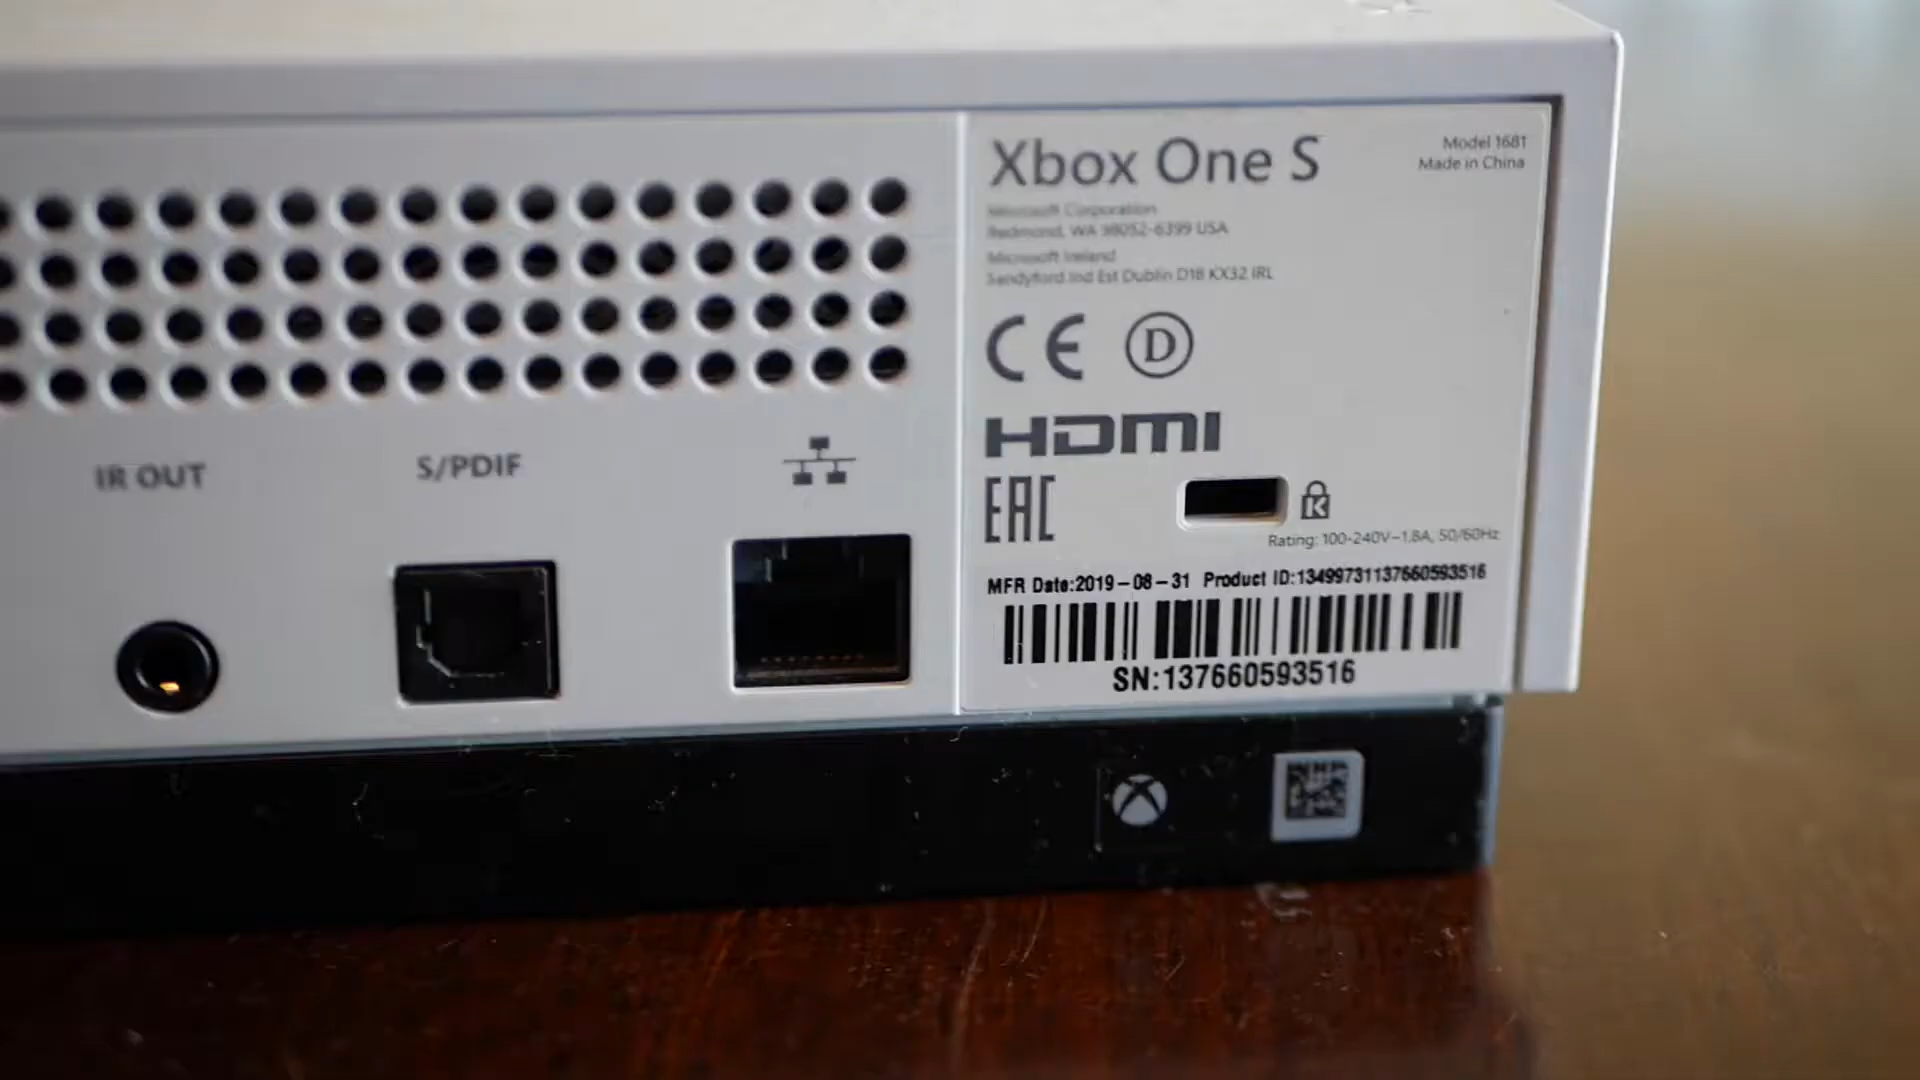 Xbox One S
Model 1681
Made in China
Microsoft Corporation
Redmond, WA 98052-6399 USA
Microsoft Ireland
Sandyford Ind Est Dublin D18 KX32 IRL
CE D
HDMI
EAC
K
Rating: 100-240V~1.8A, 50/60Hz
MFR Date:2019-08-31 Product ID:13499731137660593516
SN:137660593516
IR OUT
S/PDIF